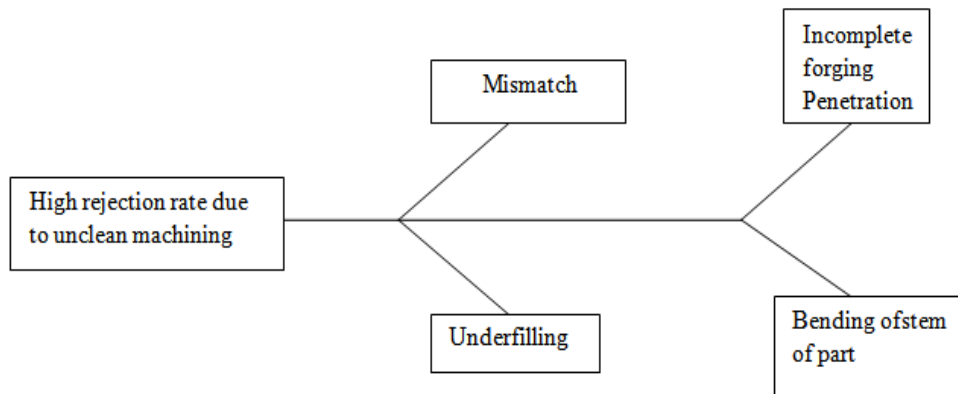 Incomplete
forging
Penetration
Mismatch
High rejection rate due
to unclean machining
Underfilling
Bending ofstem
of part